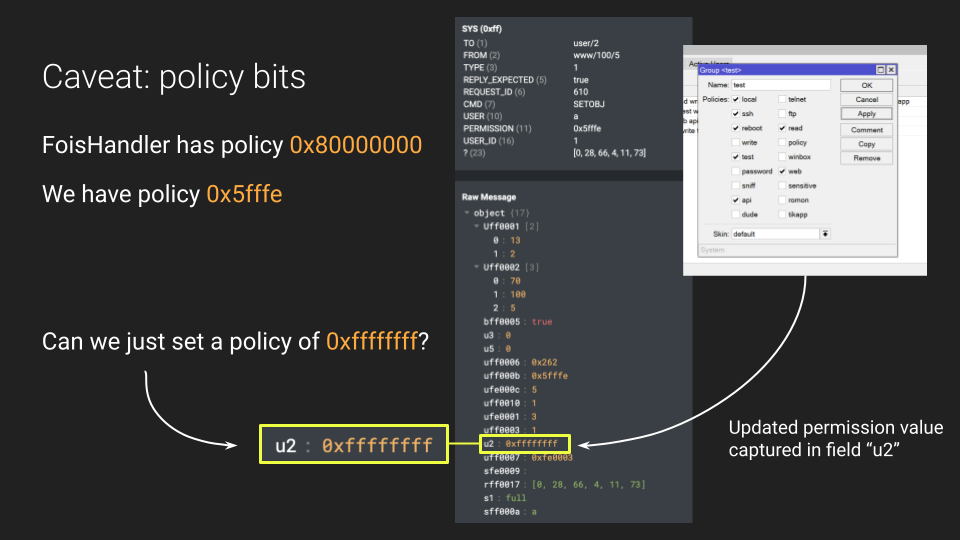 Caveat: policy bits
FoisHandler has policy 0x80000000
We have policy 0x5fffe
Can we just set a policy of 0xffffffff?
u2 : 0xffffffff
SYS (0xff)
TO (1) user/2
FROM (2) www/100/5
TYPE (3) 1
REPLY_EXPECTED (5) true
REQUEST_ID (6) 610
CMD (7) SETOBJ
USER (10) a
PERMISSION (11) 0x5fffe
USER_ID (16) 1
? (23) [0, 28, 66, 4, 11, 73]
Raw Message
object {17}
Uff0001 [2]
0 : 13
1 : 2
Uff0002 [3]
0 : 70
1 : 100
2 : 5
bff0005 : true
u3 : 0
u5 : 0
uff0006 : 0x262
uff000b : 0x5fffe
ufe000c : 5
uff0010 : 1
ufe0001 : 3
uff0003 : 1
u2 : 0xffffffff
uff0007 : 0xfe0003
sfe0009 :
rff0017 : [0, 28, 66, 4, 11, 73]
s1 : full
sff000a : a
Group <test>
Name: test
OK
Policies: local telnet
Cancel
ssh ftp
Apply
reboot read
Comment
write policy
Copy
test winbox
Remove
password web
sniff sensitive
api romon
dude tikapp
Skin: default
System
app
Updated permission value
captured in field “u2”